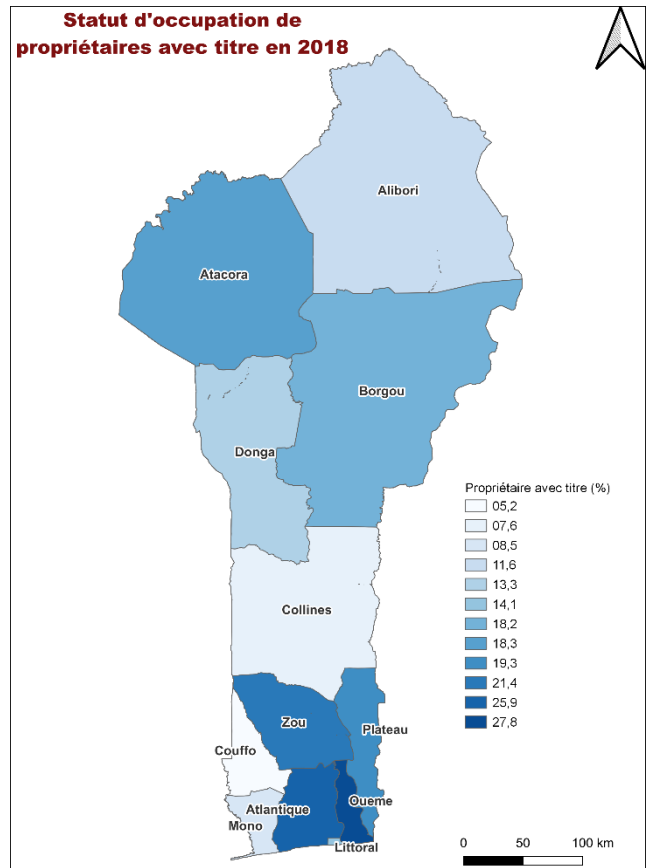 Statut d'occupation de
propriétaires avec titre en 2018
Alibori
Atacora
Borgou
Donga
Propriétaire avec titre (%)
05,2
07,6
08,5
11,6
13,3
14,1
18,2
18,3
19,3
21,4
25,9
27,8
Collines
Zou
Plateau
Couffo
Atlantique
Oueme
Mono
Littoral
0 50 100 km